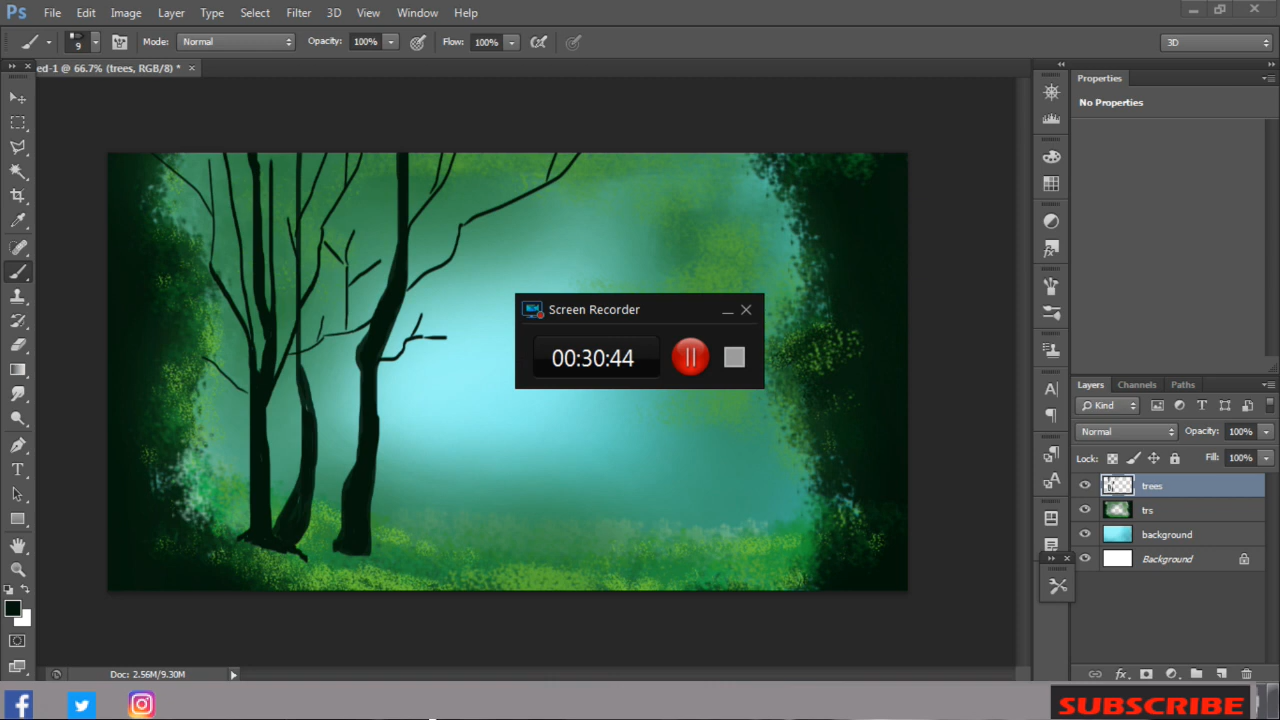 Ps File Edit Image Layer Type Select Filter 3D View Window Help
9 Mode: Normal Opacity: 100% Flow: 100% 3D
ed-1 @ 66.7% (trees, RGB/8) * ×
Properties
No Properties
Screen Recorder
00:30:44
Layers Channels Paths
Kind
Normal Opacity: 100%
Lock: Fill: 100%
trees
trs
background
Background
Doc: 2.56M/9.30M
SUBSCRIBE